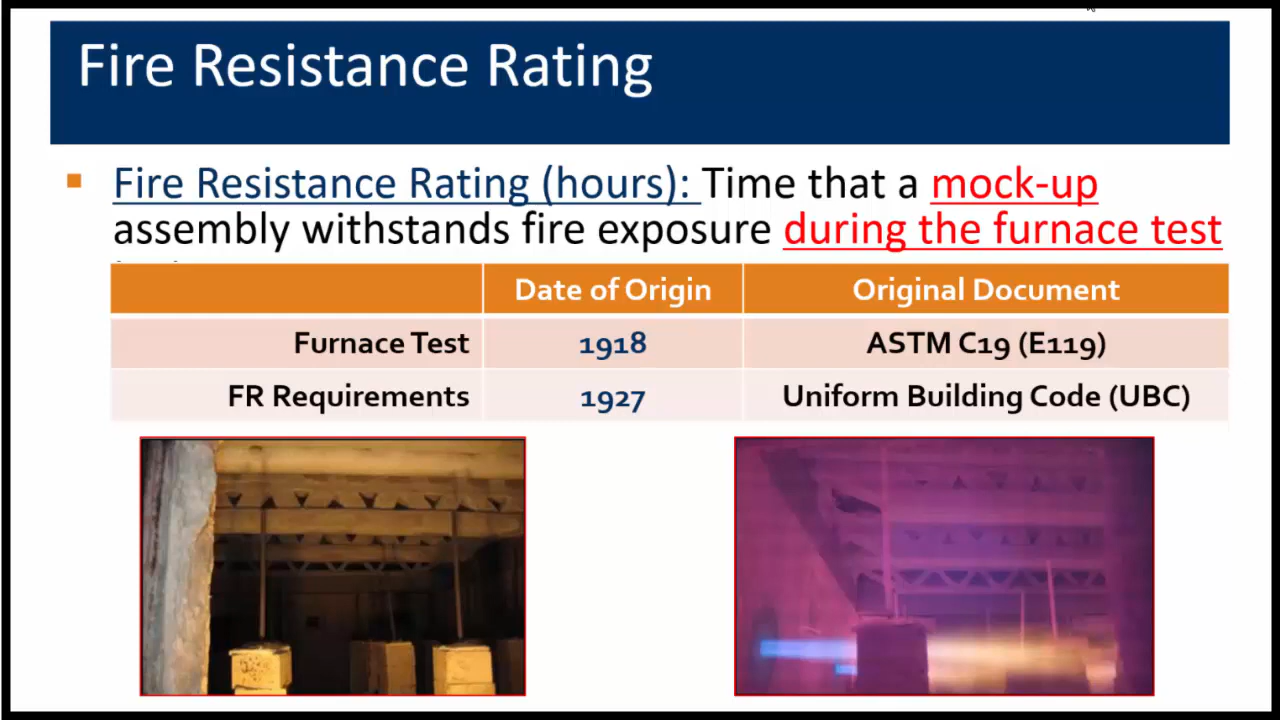 Fire Resistance Rating
Fire Resistance Rating (hours): Time that a mock-up
assembly withstands fire exposure during the furnace test
Date of Origin Original Document
Furnace Test 1918 ASTM C19 (E119)
FR Requirements 1927 Uniform Building Code (UBC)